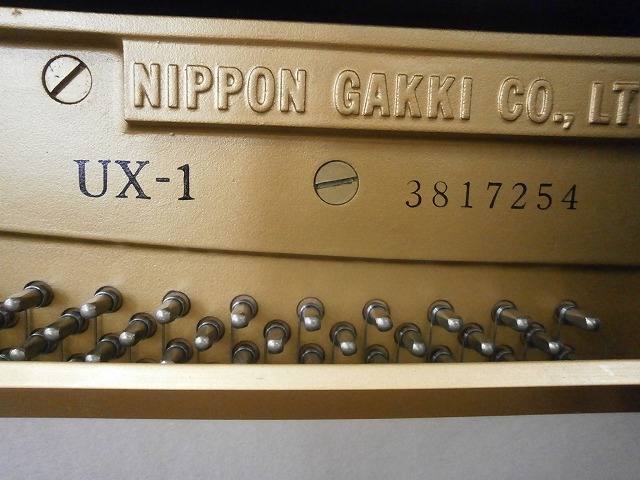 NIPPON GAKKI CO., LT
UX-1
3817254